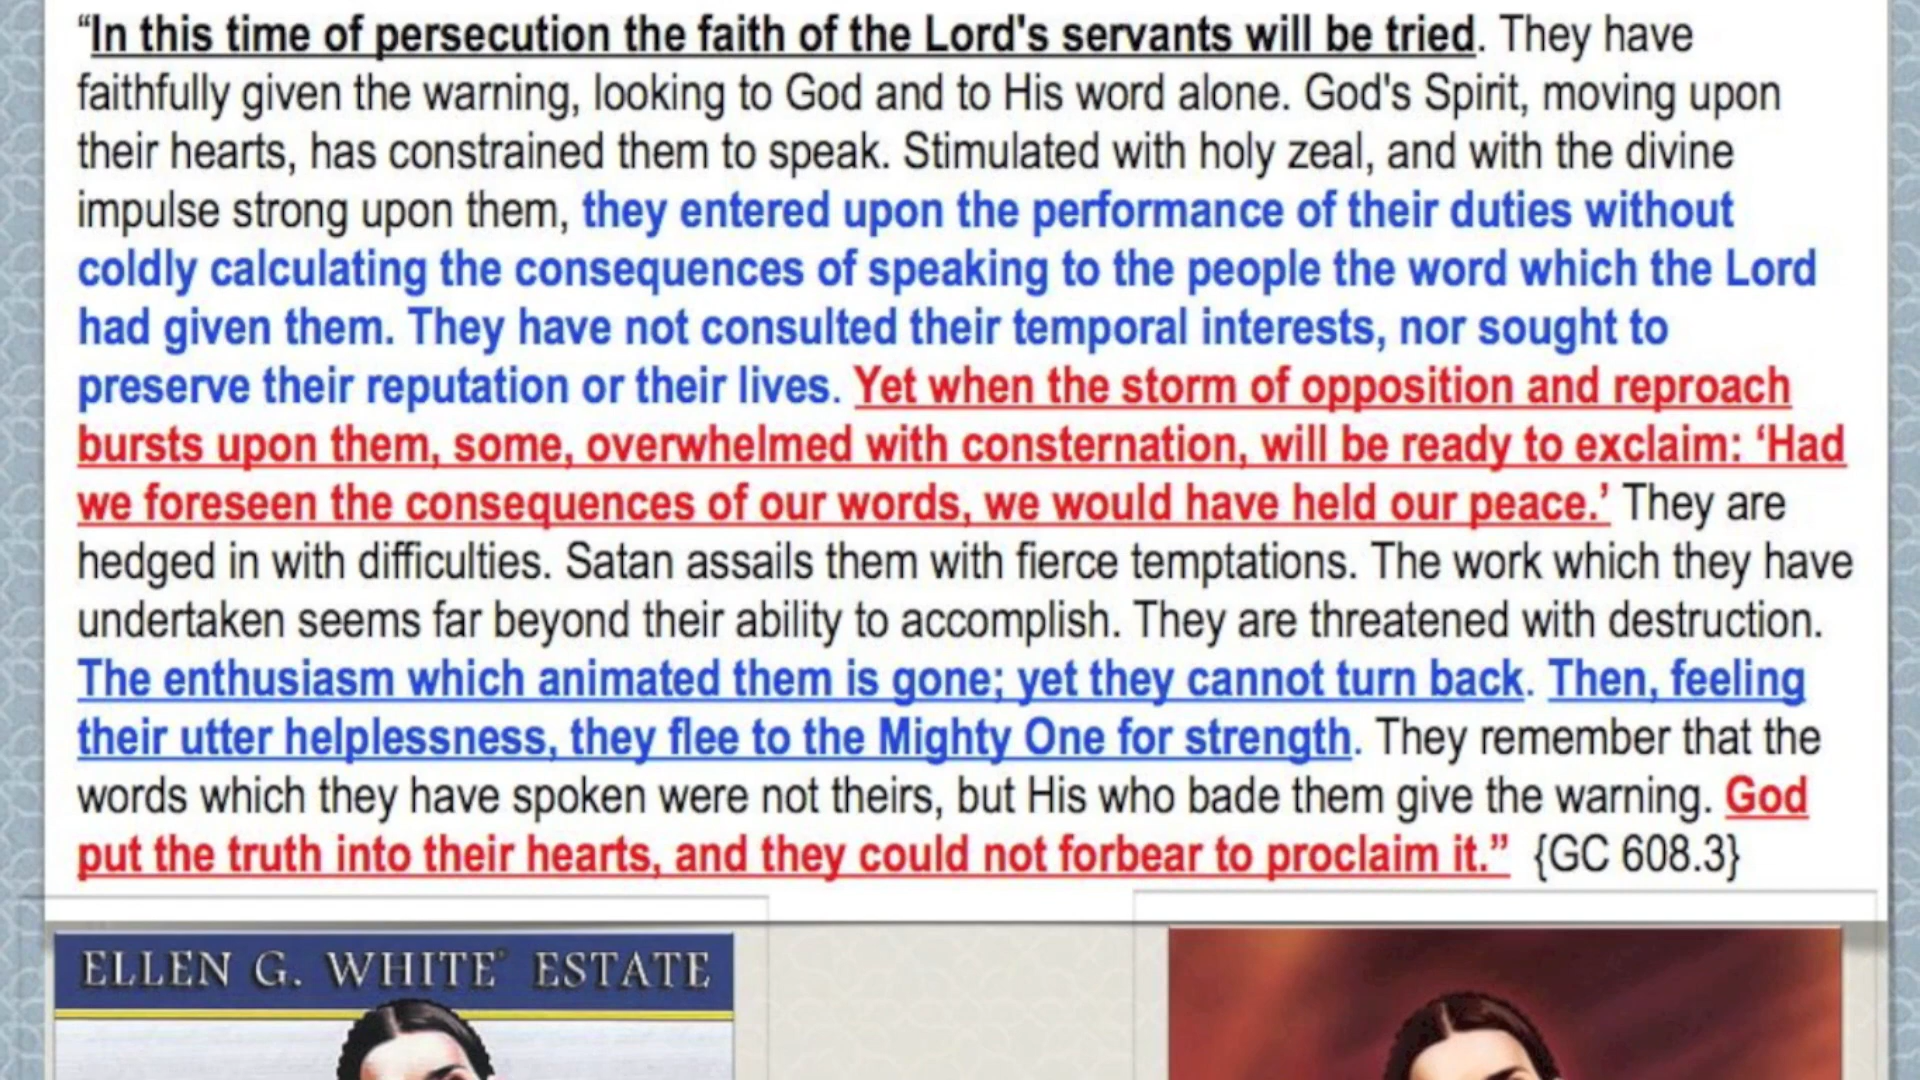 “In this time of persecution the faith of the Lord's servants will be tried. They have
faithfully given the warning, looking to God and to His word alone. God's Spirit, moving upon
their hearts, has constrained them to speak. Stimulated with holy zeal, and with the divine
impulse strong upon them, they entered upon the performance of their duties without
coldly calculating the consequences of speaking to the people the word which the Lord
had given them. They have not consulted their temporal interests, nor sought to
preserve their reputation or their lives. Yet when the storm of opposition and reproach
bursts upon them, some, overwhelmed with consternation, will be ready to exclaim: ‘Had
we foreseen the consequences of our words, we would have held our peace.’ They are
hedged in with difficulties. Satan assails them with fierce temptations. The work which they have
undertaken seems far beyond their ability to accomplish. They are threatened with destruction.
The enthusiasm which animated them is gone; yet they cannot turn back. Then, feeling
their utter helplessness, they flee to the Mighty One for strength. They remember that the
words which they have spoken were not theirs, but His who bade them give the warning. God
put the truth into their hearts, and they could not forbear to proclaim it.” {GC 608.3}
ELLEN G. WHITE® ESTATE